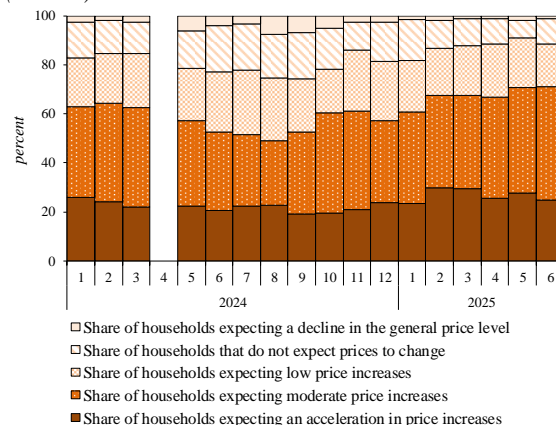 100
80
60
40
20
0
percent
1 2 3 4 5 6 7 8 9 10 11 12 1 2 3 4 5 6
2024 2025
Share of households expecting a decline in the general price level
Share of households that do not expect prices to change
Share of households expecting low price increases
Share of households expecting moderate price increases
Share of households expecting an acceleration in price increases